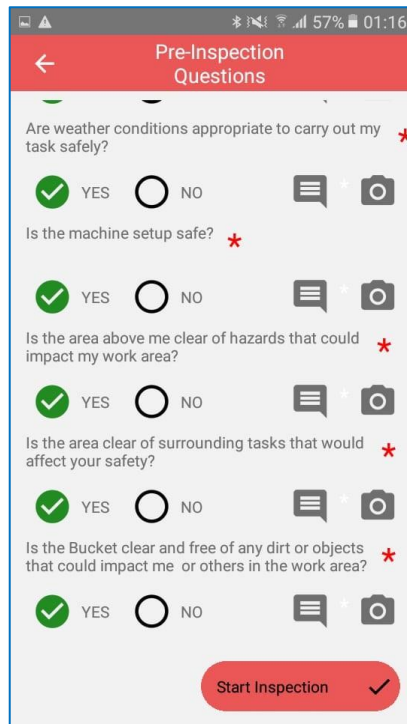 57% 01:16
Pre-Inspection
Questions
Are weather conditions appropriate to carry out my
task safely? *
YES NO *
Is the machine setup safe? *
YES NO *
Is the area above me clear of hazards that could
impact my work area? *
YES NO *
Is the area clear of surrounding tasks that would
affect your safety? *
YES NO *
Is the Bucket clear and free of any dirt or objects
that could impact me or others in the work area? *
YES NO *
Start Inspection